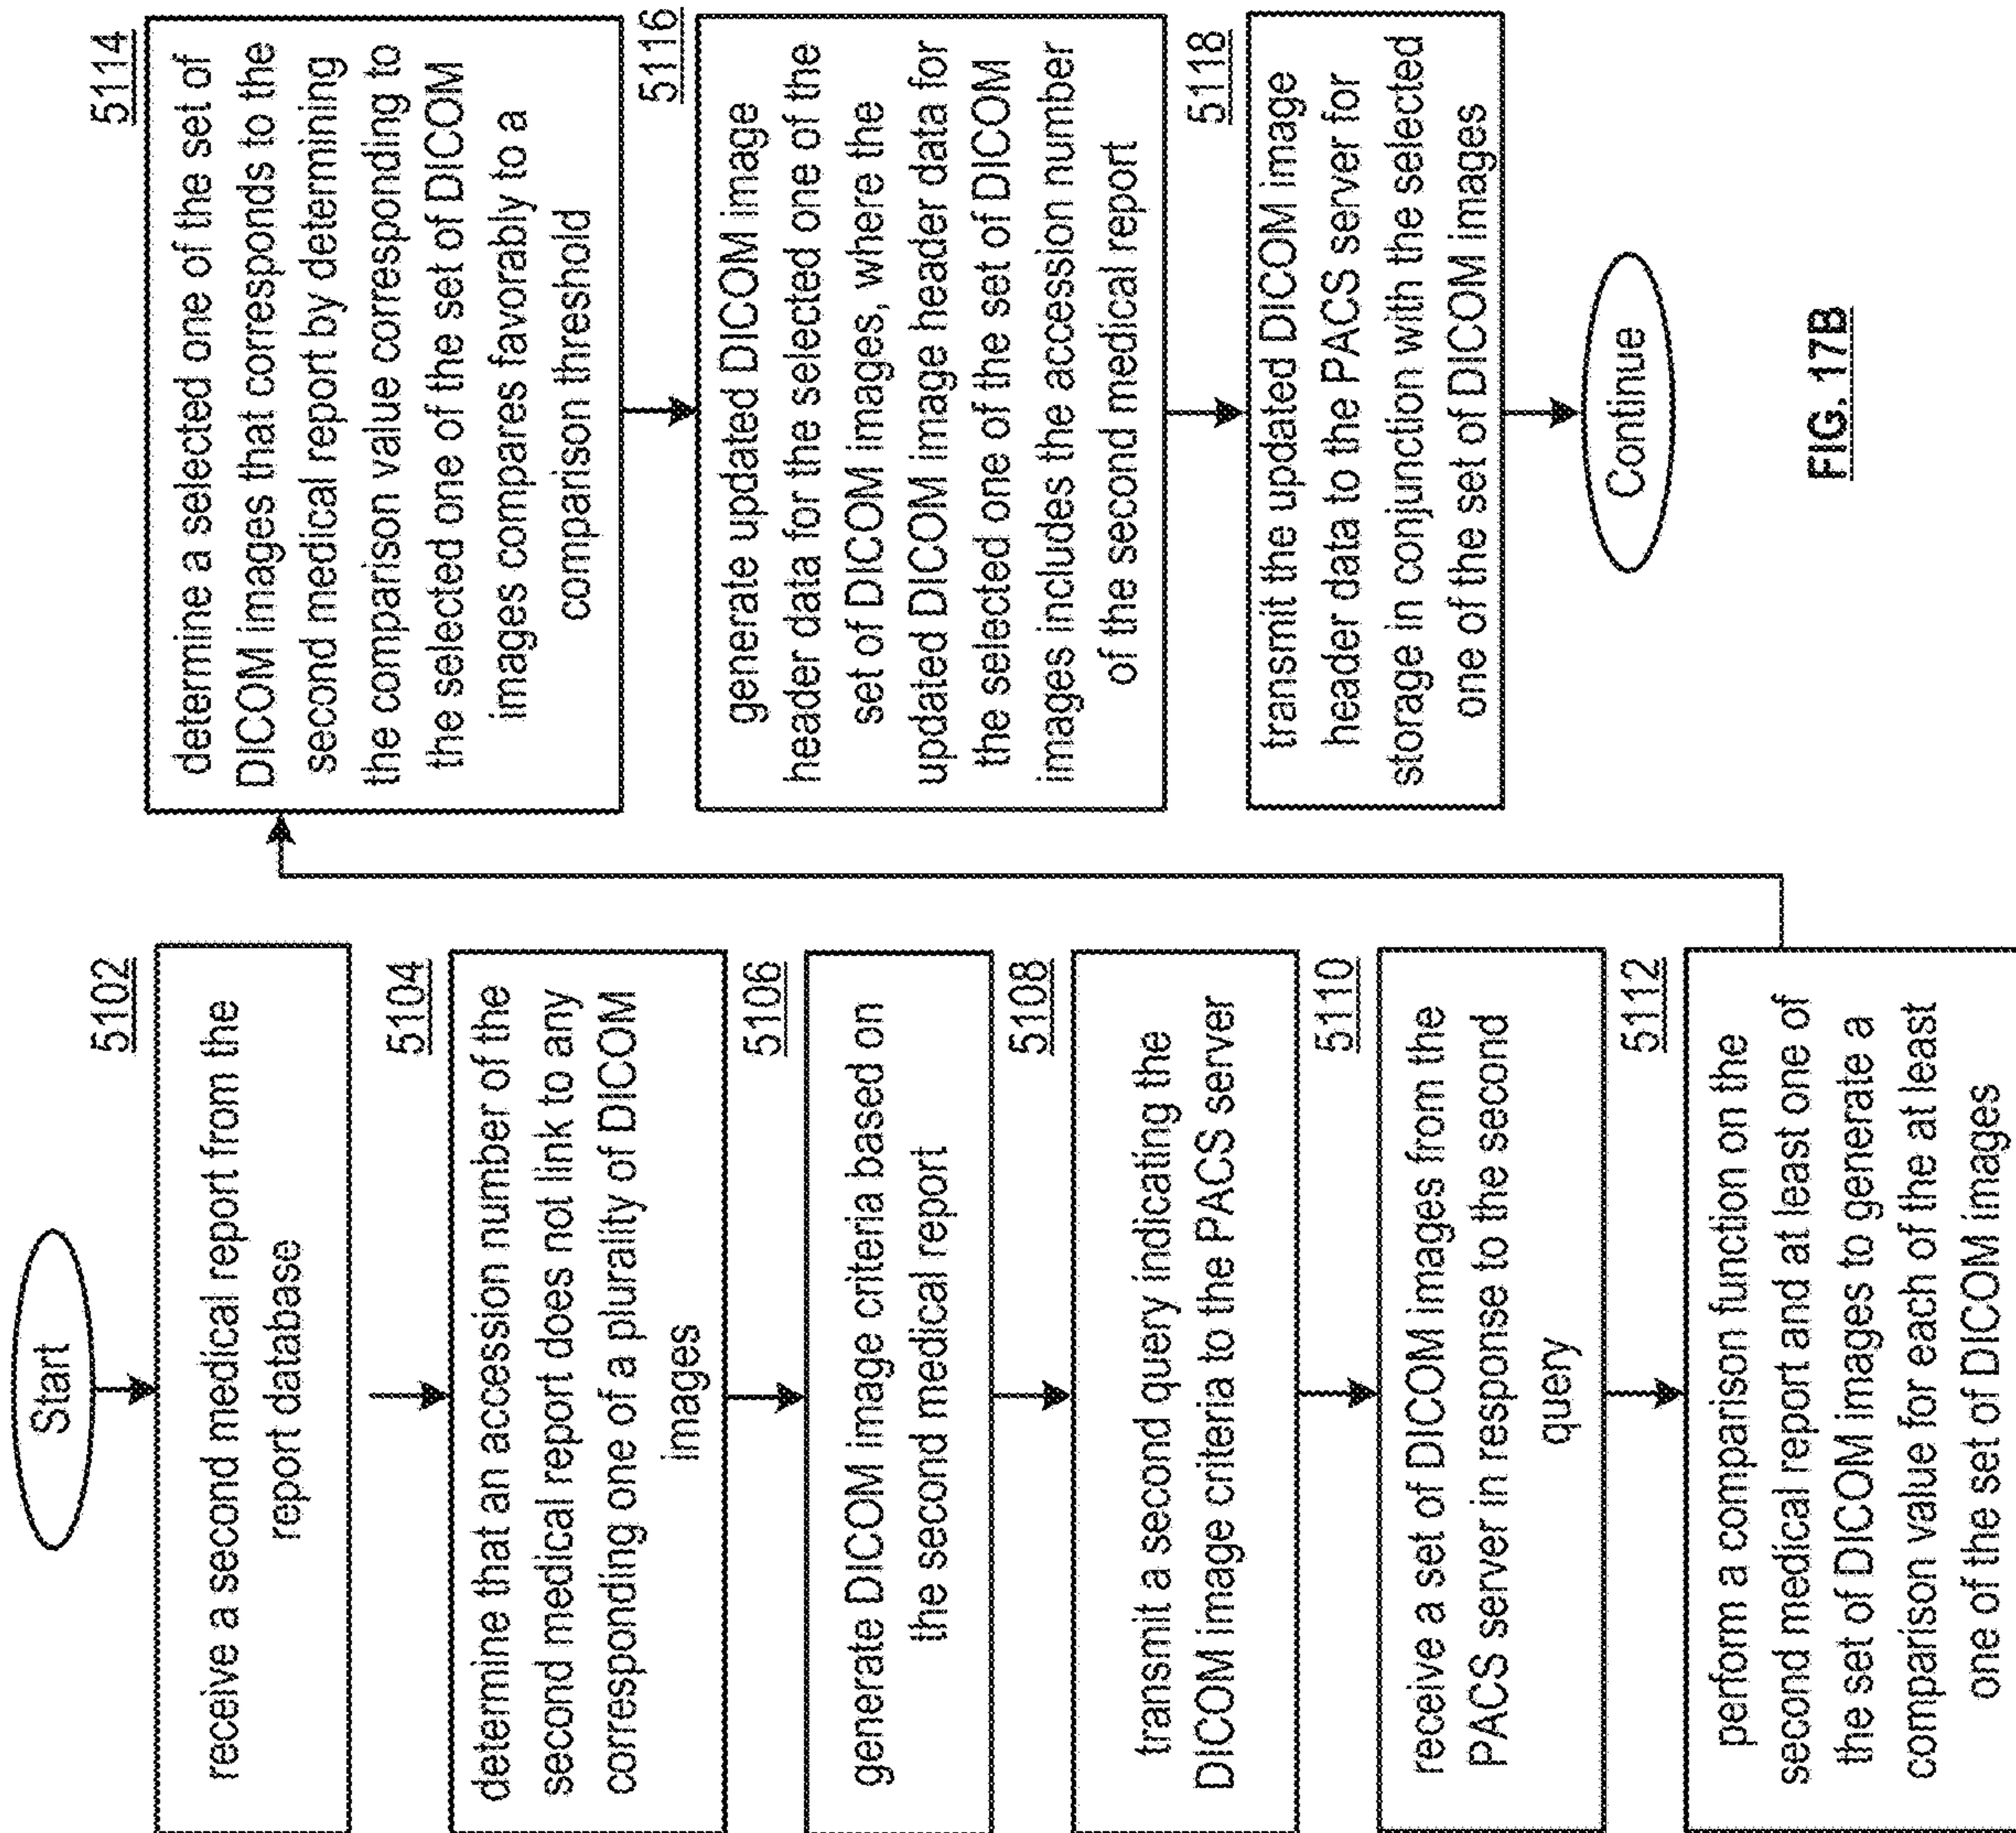 Start
5102
receive a second medical report from the
report database
5104
determine that an accession number of the
second medical report does not link to any
corresponding one of a plurality of DICOM
images
5106
generate DICOM image criteria based on
the second medical report
5108
transmit a second query indicating the
DICOM image criteria to the PACS server
5110
receive a set of DICOM images from the
PACS server in response to the second
query
5112
perform a comparison function on the
second medical report and at least one of
the set of DICOM images to generate a
comparison value for each of the at least
one of the set of DICOM images
5114
determine a selected one of the set of
DICOM images that corresponds to the
second medical report by determining
the comparison value corresponding to
the selected one of the set of DICOM
images compares favorably to a
comparison threshold
5116
generate updated DICOM image
header data for the selected one of the
set of DICOM images, where the
updated DICOM image header data for
the selected one of the set of DICOM
images includes the accession number
of the second medical report
5118
transmit the updated DICOM image
header data to the PACS server for
storage in conjunction with the selected
one of the set of DICOM images
Continue
FIG. 17B